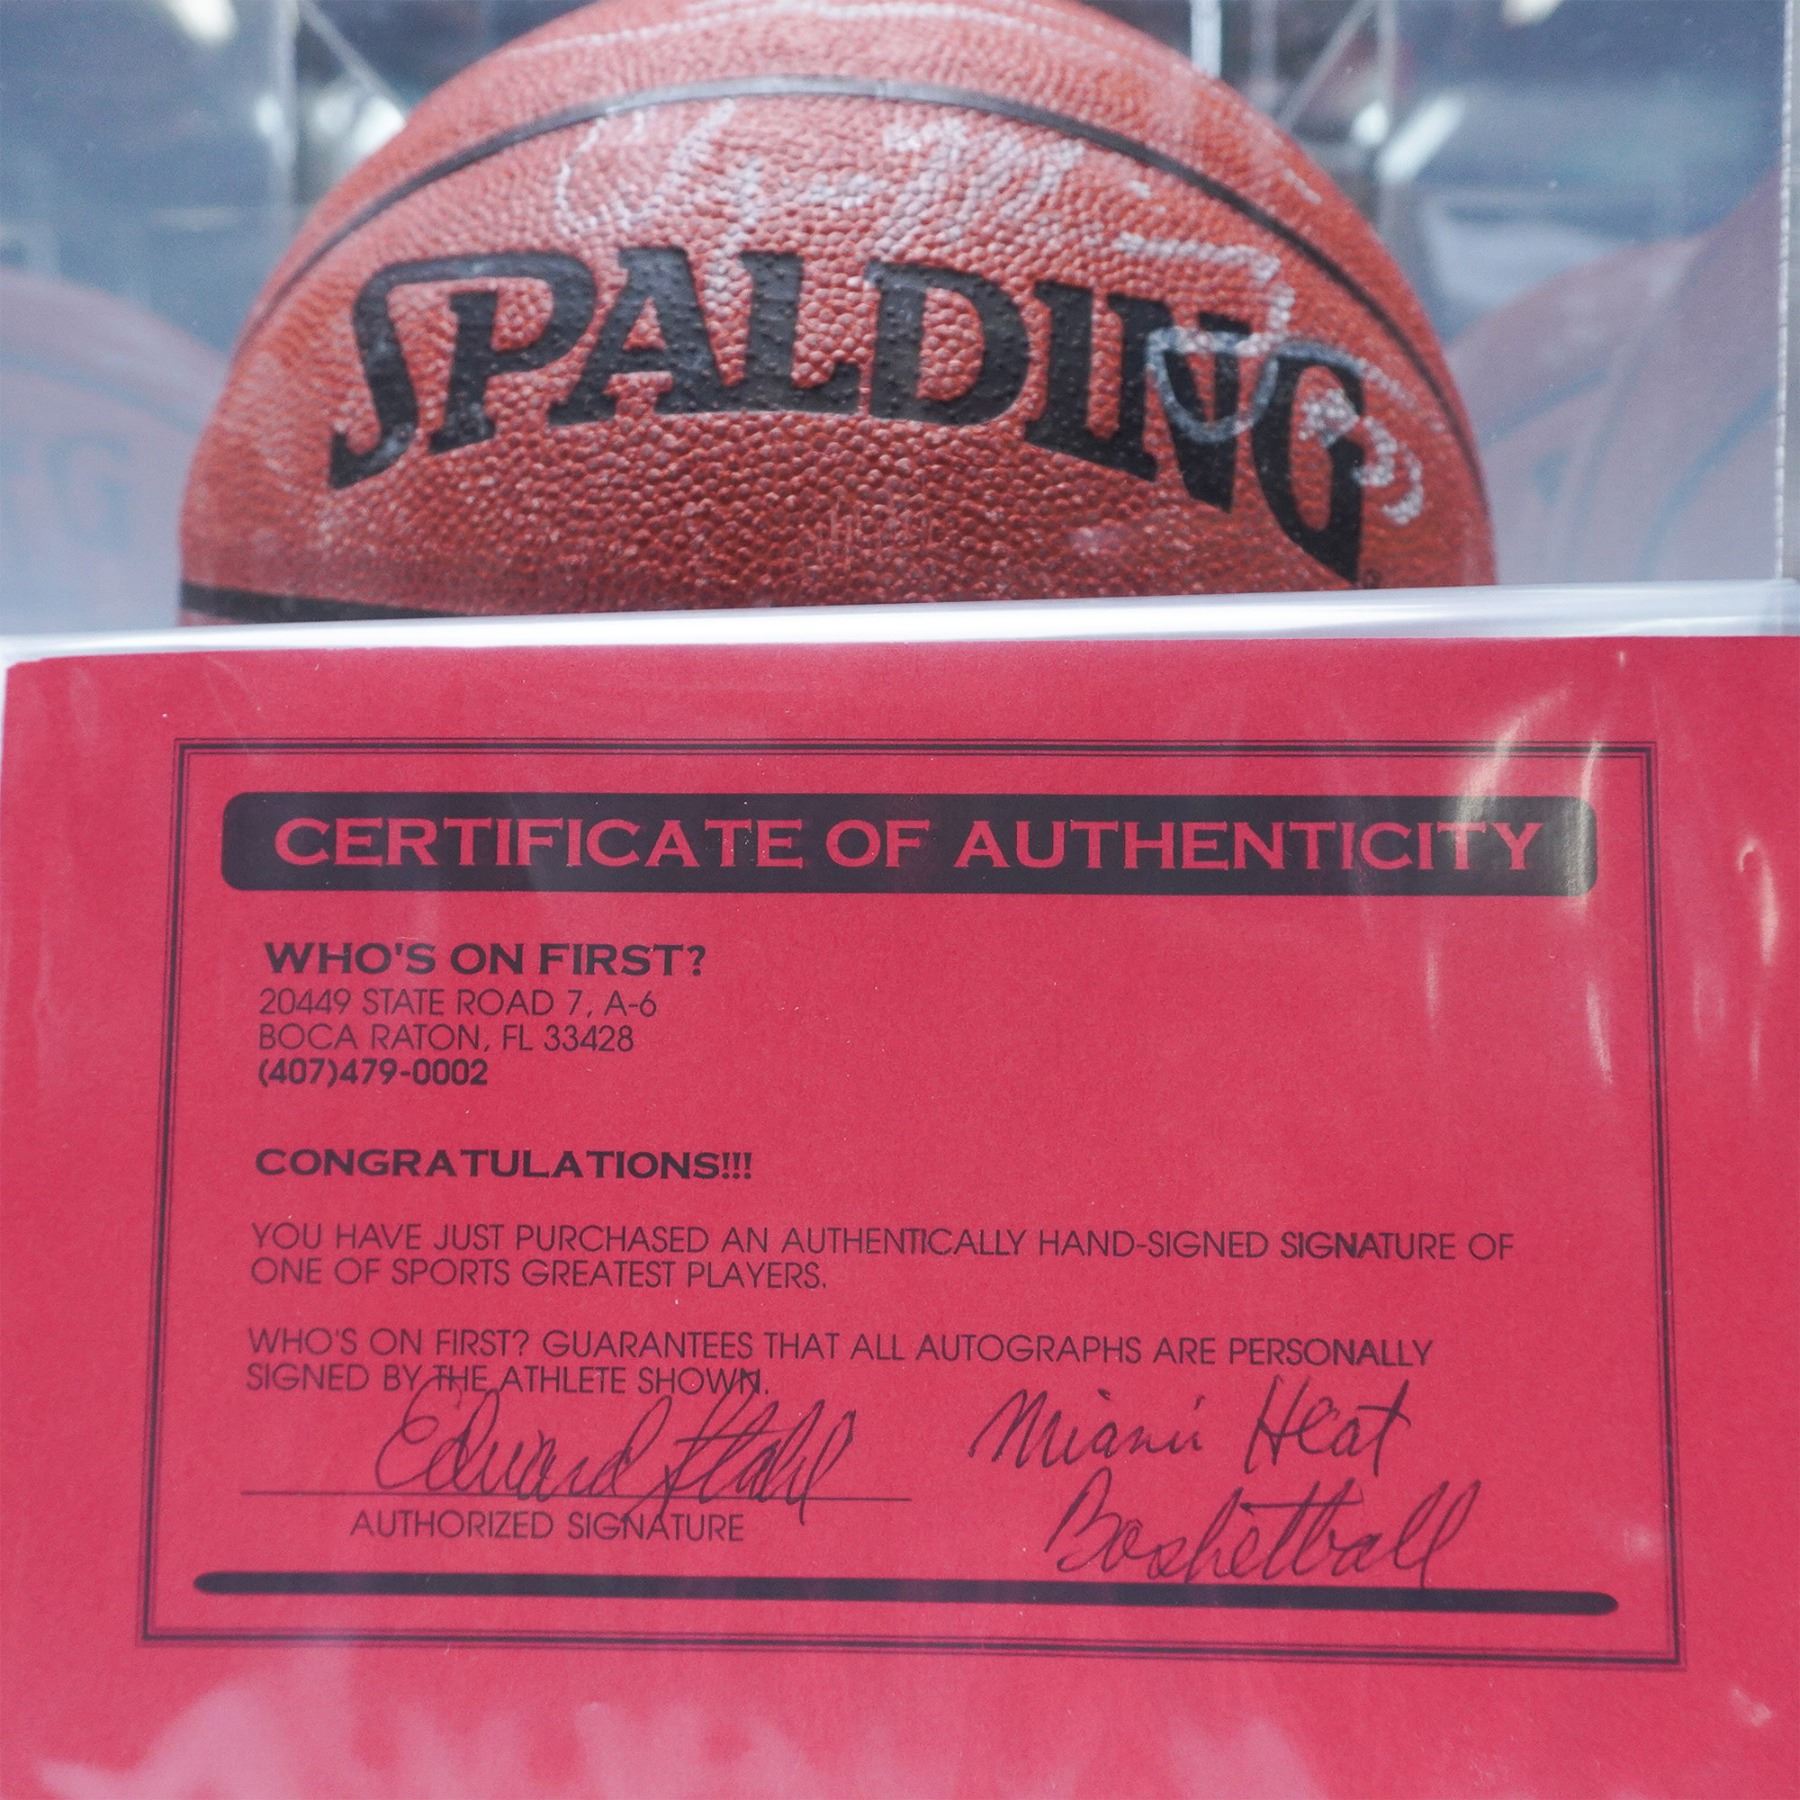 SPALDING
CERTIFICATE OF AUTHENTICITY
WHO'S ON FIRST?
20449 STATE ROAD 7, A-6
BOCA RATON, FL 33428
(407)479-0002
CONGRATULATIONS!!!
YOU HAVE JUST PURCHASED AN AUTHENTICALLY HAND-SIGNED SIGNATURE OF
ONE OF SPORTS GREATEST PLAYERS.
WHO'S ON FIRST? GUARANTEES THAT ALL AUTOGRAPHS ARE PERSONALLY
SIGNED BY THE ATHLETE SHOWN.
Edward Stahl
AUTHORIZED SIGNATURE
Miami Heat
Basketball